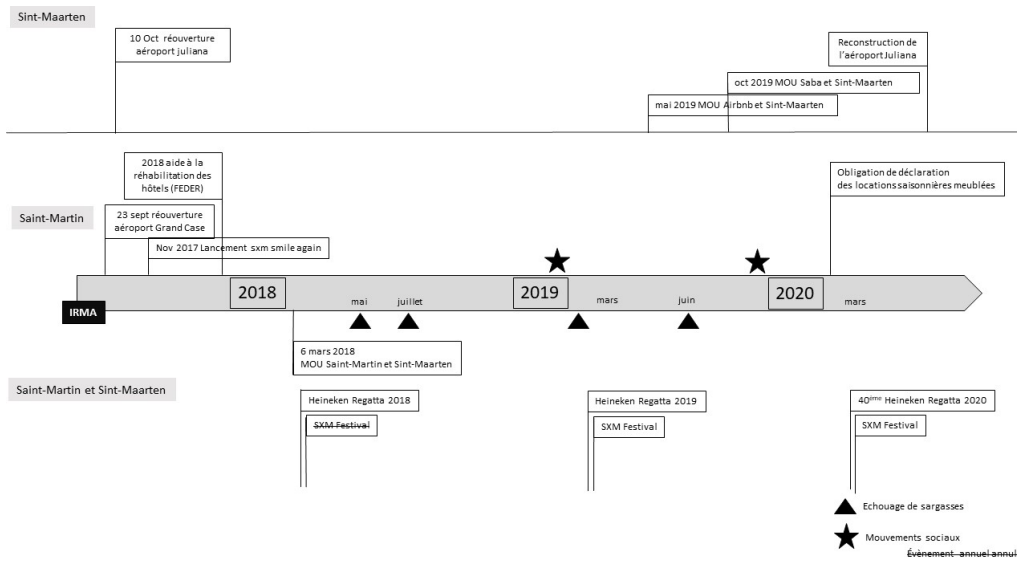 Sint-Maarten
10 Oct réouverture
aéroport juliana
Reconstruction de
l'aéroport Juliana
oct 2019 MOU Saba et Sint-Maarten
mai 2019 MOU Airbnb et Sint-Maarten
2018 aide à la
réhabilitation des
hôtels (FEDER)
Obligation de déclaration
des locations saisonnières meublées
Saint-Martin
23 sept réouverture
aéroport Grand Case
Nov 2017 Lancement sxm smile again
2018
mai
juillet
2019
mars
juin
2020
mars
IRMA
6 mars 2018
MOU Saint-Martin et Sint-Maarten
Saint-Martin et Sint-Maarten
Heineken Regatta 2018
SXM Festival
Heineken Regatta 2019
SXM Festival
40ième Heineken Regatta 2020
SXM Festival
Echouage de sargasses
Mouvements sociaux
Évènement annuel annul